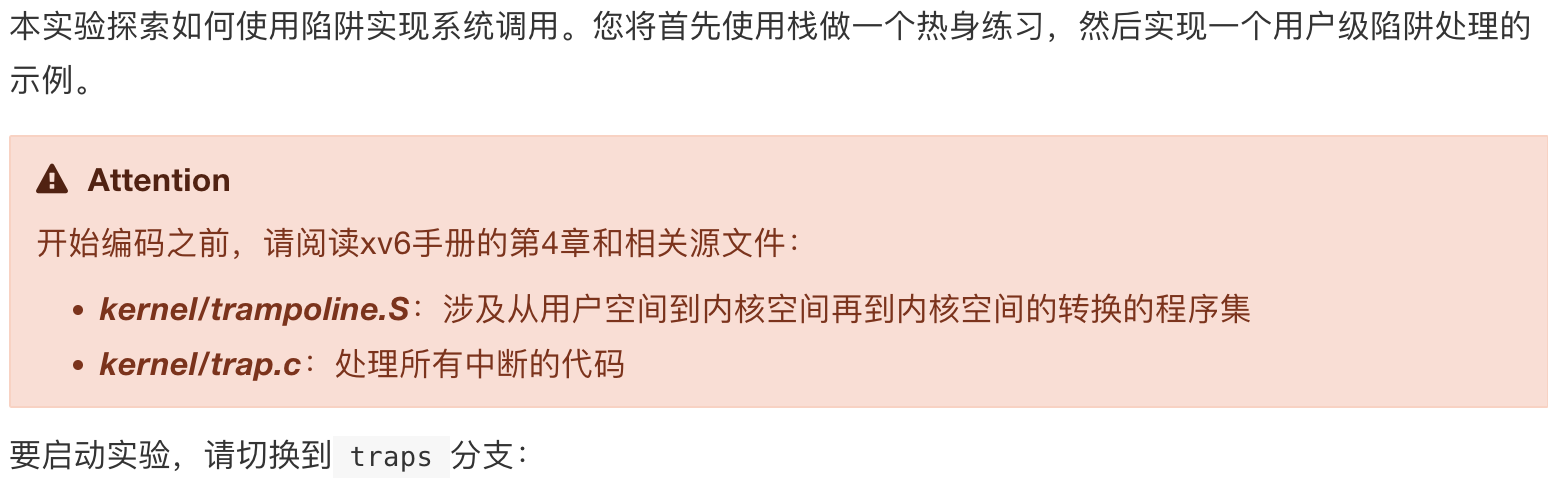 本实验探索如何使用陷阱实现系统调用。您将首先使用栈做一个热身练习，然后实现一个用户级陷阱处理的
示例。
Attention
开始编码之前，请阅读xv6手册的第4章和相关源文件：
• kernel/trampoline.S：涉及从用户空间到内核空间再到内核空间的转换的程序集
• kernel/trap.c：处理所有中断的代码
要启动实验，请切换到 traps 分支：